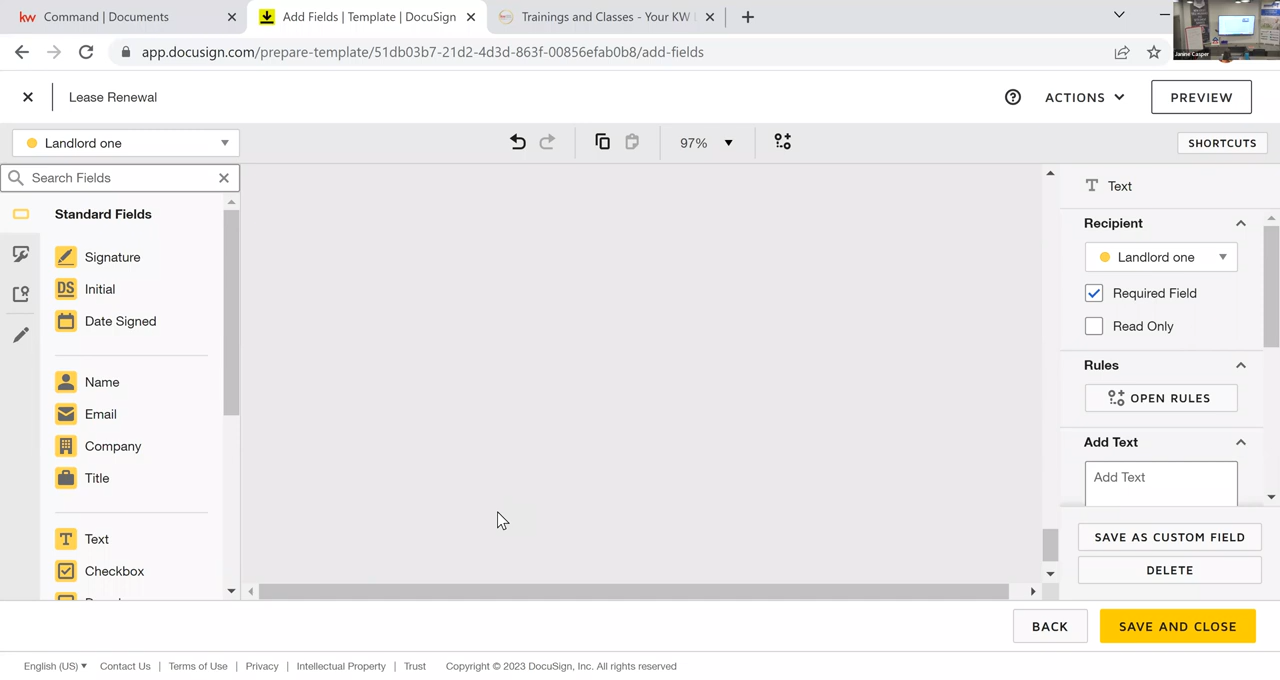 kw Command | Documents
Add Fields | Template | DocuSign
Trainings and Classes - Your KW
app.docusign.com/prepare-template/51db03b7-21d2-4d3d-863f-00856efab0b8/add-fields
Janine Casper
Lease Renewal
ACTIONS
PREVIEW
Landlord one
97%
SHORTCUTS
Search Fields
Standard Fields
Signature
DS Initial
Date Signed
Name
Email
Company
Title
T Text
Checkbox
T Text
Recipient
Landlord one
Required Field
Read Only
Rules
OPEN RULES
Add Text
Add Text
SAVE AS CUSTOM FIELD
DELETE
BACK
SAVE AND CLOSE
English (US) | Contact Us | Terms of Use | Privacy | Intellectual Property | Trust Copyright © 2023 DocuSign, Inc. All rights reserved